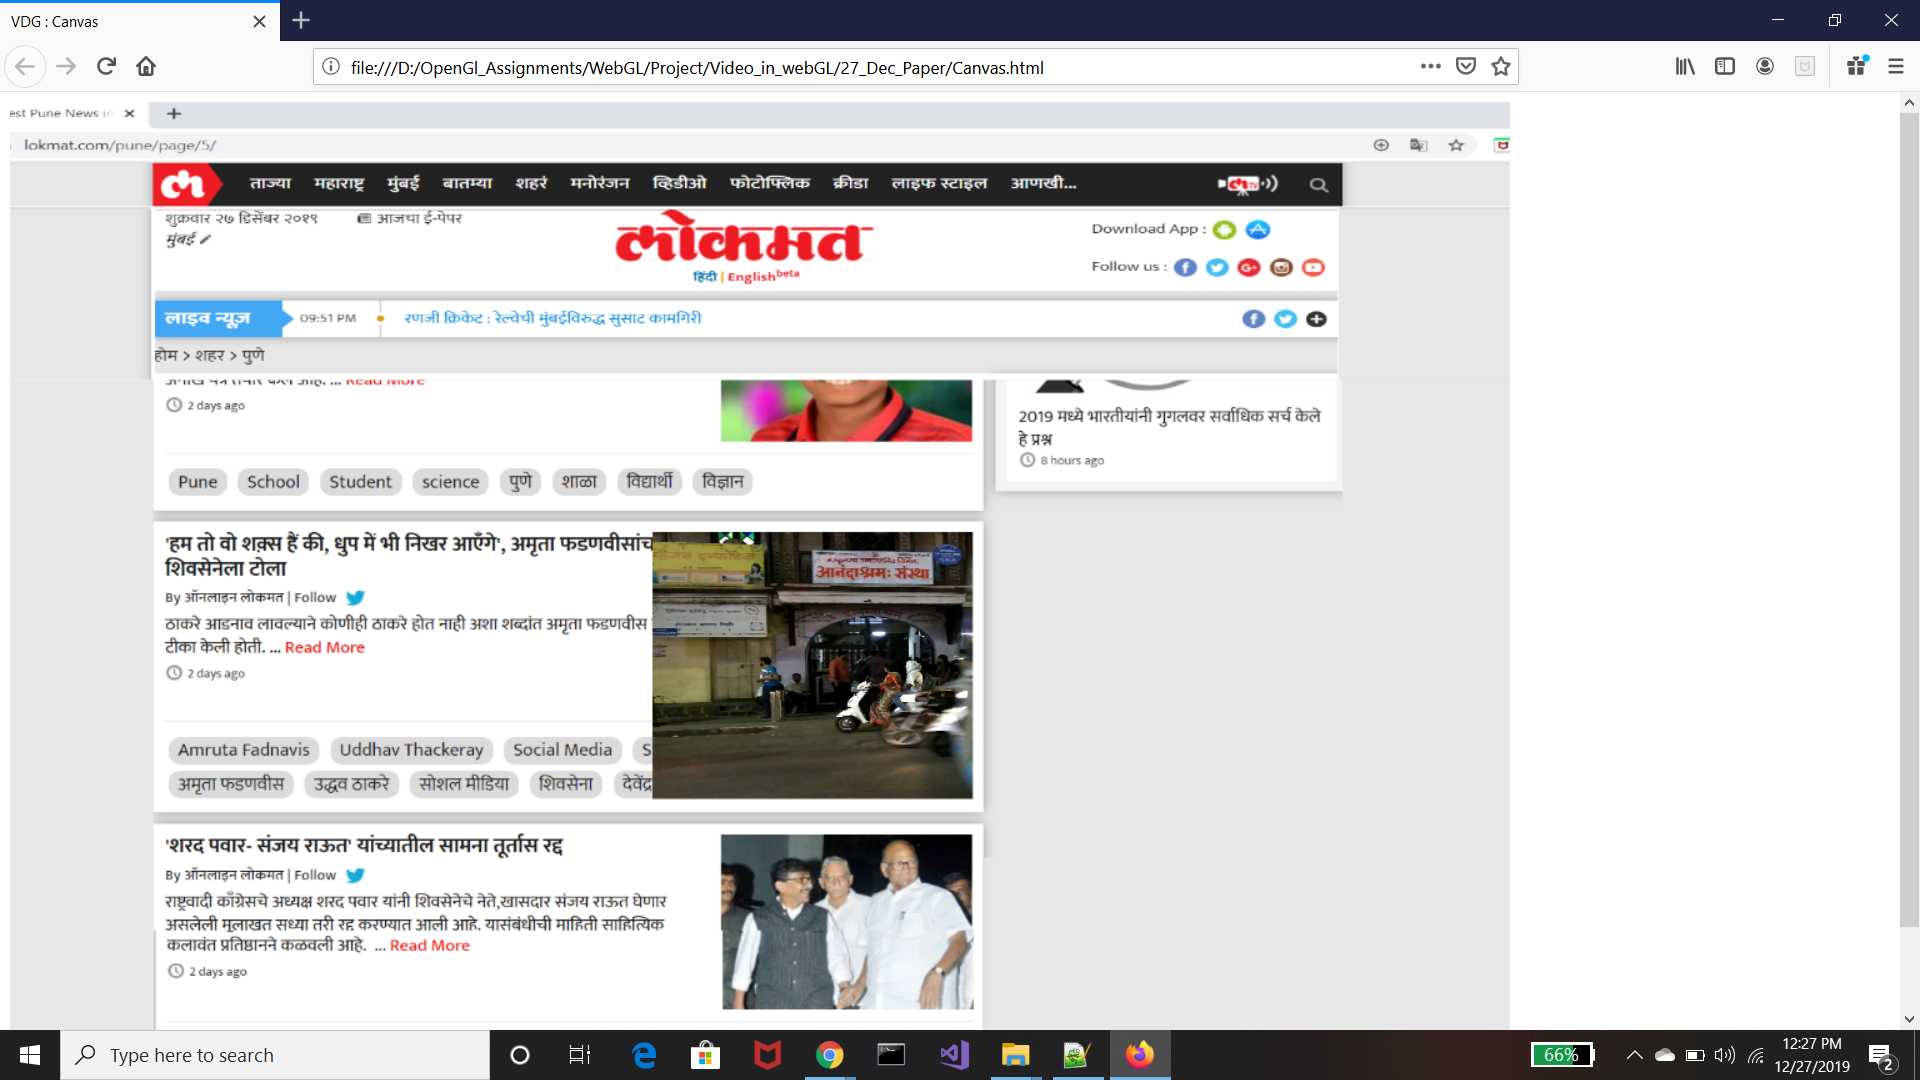 VDG : Canvas
file:///D:/OpenGl_Assignments/WebGL/Project/Video_in_webGL/27_Dec_Paper/Canvas.html
est Pune News in
lokmat.com/pune/page/5/
ताज्या महाराष्ट्र मुंबई बातम्या शहरं मनोरंजन व्हिडीओ फोटोफ्लिक क्रीडा लाइफ स्टाइल आणखी...
शुक्रवार २७ डिसेंबर २०१९ आजचा ई-पेपर
मुंबई
लोकमत
हिंदी | English beta
Download App :
Follow us :
लाइव न्यूज़ 09:51 PM रणजी क्रिकेट : रेल्वेची मुंबईविरुद्ध सुसाट कामगिरी
होम > शहर > पुणे
... Read More
2 days ago
2019 मध्ये भारतीयांनी गुगलवर सर्वाधिक सर्च केले
हे प्रश्न
8 hours ago
Pune School Student science पुणे शाळा विद्यार्थी विज्ञान
'हम तो वो शक़्स हैं की, धुप में भी निखर आएँगे', अमृता फडणवीसांच
शिवसेनेला टोला
By ऑनलाइन लोकमत | Follow
ठाकरे आडनाव लावल्याने कोणीही ठाकरे होत नाही अशा शब्दांत अमृता फडणवीस
टीका केली होती. ... Read More
2 days ago
आनंदाश्रम: संस्था
Amruta Fadnavis Uddhav Thackeray Social Media S
अमृता फडणवीस उद्धव ठाकरे सोशल मीडिया शिवसेना देवेंद्र
'शरद पवार- संजय राऊत' यांच्यातील सामना तूर्तास रद्द
By ऑनलाइन लोकमत | Follow
राष्ट्रवादी काँग्रेसचे अध्यक्ष शरद पवार यांनी शिवसेनेचे नेते,खासदार संजय राऊत घेणार
असलेली मुलाखत सध्या तरी रद्द करण्यात आली आहे. यासंबंधीची माहिती साहित्यिक
कलावंत प्रतिष्ठानने कळवली आहे. ... Read More
2 days ago
Type here to search
66%
12:27 PM
12/27/2019
2